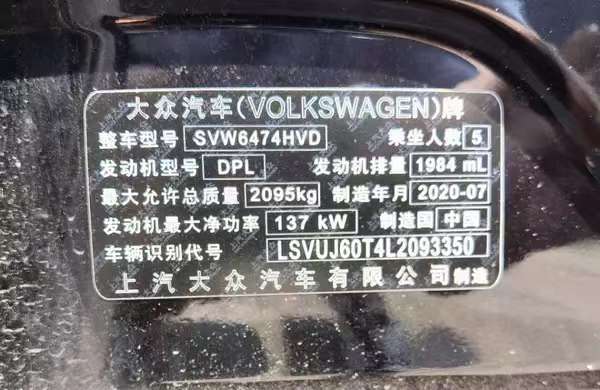 大众汽车(VOLKSWAGEN)牌
整车型号 SVW6474HVD 乘坐人数 5
发动机型号 DPL 发动机排量 1984 mL
最大允许总质量 2095kg 制造年月 2020-07
发动机最大净功率 137 kW 制造国 中国
车辆识别代号 LSVUJ60T4L2093350
上汽大众汽车有限公司制造